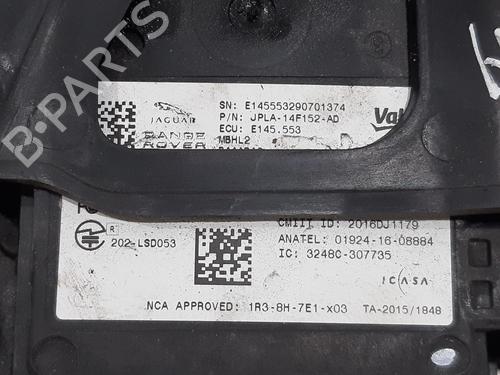 B-PARTS
SN: E145553290701374
P/N: JPLA-14F152-AD
ECU: E145.553
MBHL2
JAGUAR
RANGE
ROVER
Val
CMIIT ID: 2016DJ1179
ANATEL: 01924-16-08884
IC: 3248C-307735
R
202-LSD053
ICASA
NCA APPROVED: 1R3-8H-7E1-x03 TA-2015/1848